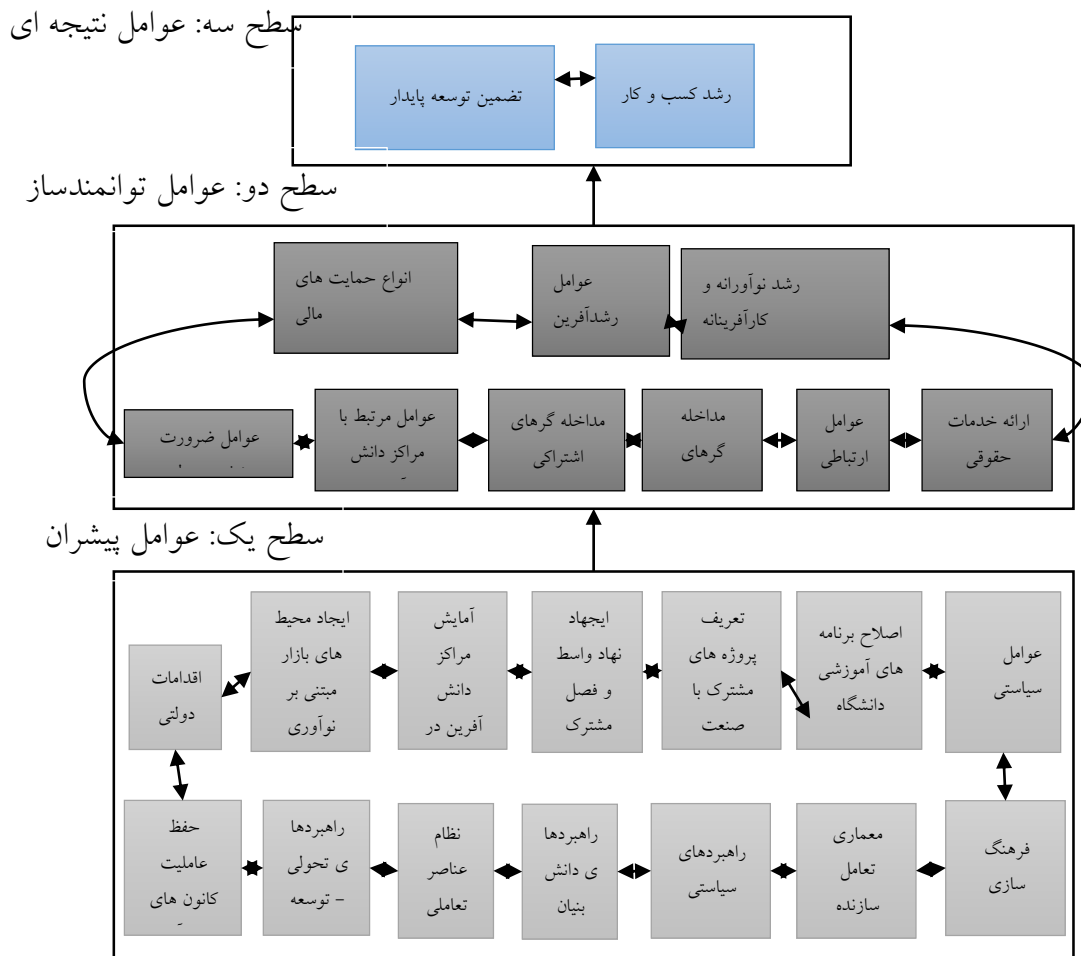 سطح سه: عوامل نتیجه ای
رشد کسب و کار
تضمین توسعه پایدار
سطح دو: عوامل توانمندساز
رشد نوآورانه و
کارآفرینانه
عوامل
رشدآفرین
انواع حمایت های
مالی
ارائه خدمات
حقوقی
عوامل
ارتباطی
مداخله
گرهای
مداخله گرهای
اشتراکی
عوامل مرتبط با
مراکز دانش
عوامل ضرورت
سطح یک: عوامل پیشران
عوامل
سیاستی
اصلاح برنامه
های آموزشی
دانشگاه
تعریف
پروژه های
مشترک با
صنعت
ایجهاد
نهاد واسط
و فصل
مشترک
آمایش
مراکز
دانش
آفرین در
ایجاد محیط
های بازار
مبتنی بر
نوآوری
اقدامات
دولتی
فرهنگ
سازی
معماری
تعامل
سازنده
راهبردهای
سیاستی
راهبردها
ی دانش
بنیان
نظام
عناصر
تعاملی
راهبردها
ی تحولی
- توسعه
حفظ
عاملیت
کانون های